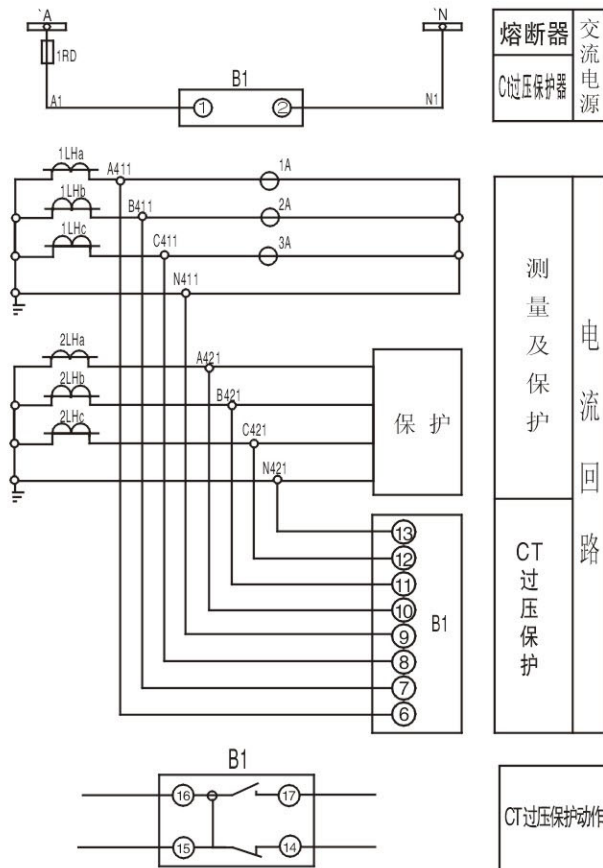 `A
`N
1RD
B1
A1
①
②
N1
熔断器
Ct过压保护器
交流电源
1LHa
A411
1A
1LHb
B411
2A
1LHc
C411
3A
N411
2LHa
A421
2LHb
B421
2LHc
C421
N421
保护
测量及保护
电流回路
⑬
⑫
⑪
⑩
⑨
⑧
⑦
⑥
B1
CT过压保护
B1
⑯
⑰
⑮
⑭
CT过压保护动作